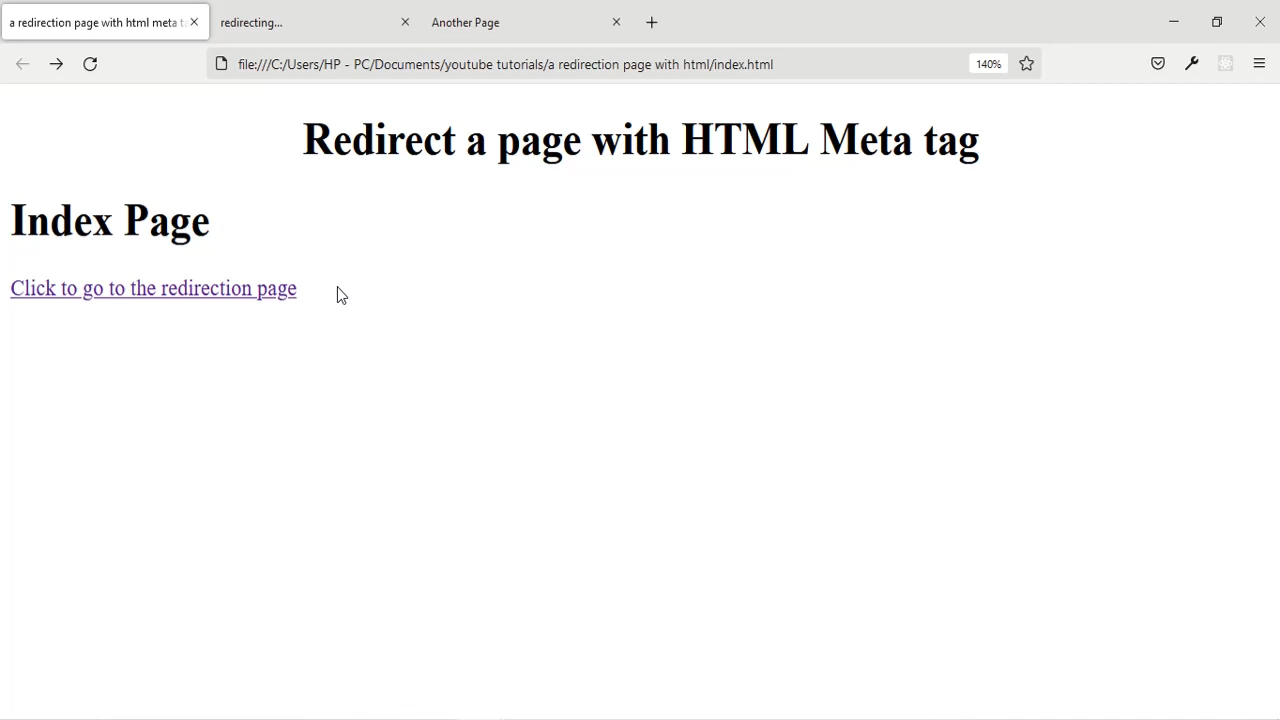 a redirection page with html meta t
redirecting...
Another Page
file:///C:/Users/HP - PC/Documents/youtube tutorials/a redirection page with html/index.html
140%
Redirect a page with HTML Meta tag
Index Page
Click to go to the redirection page